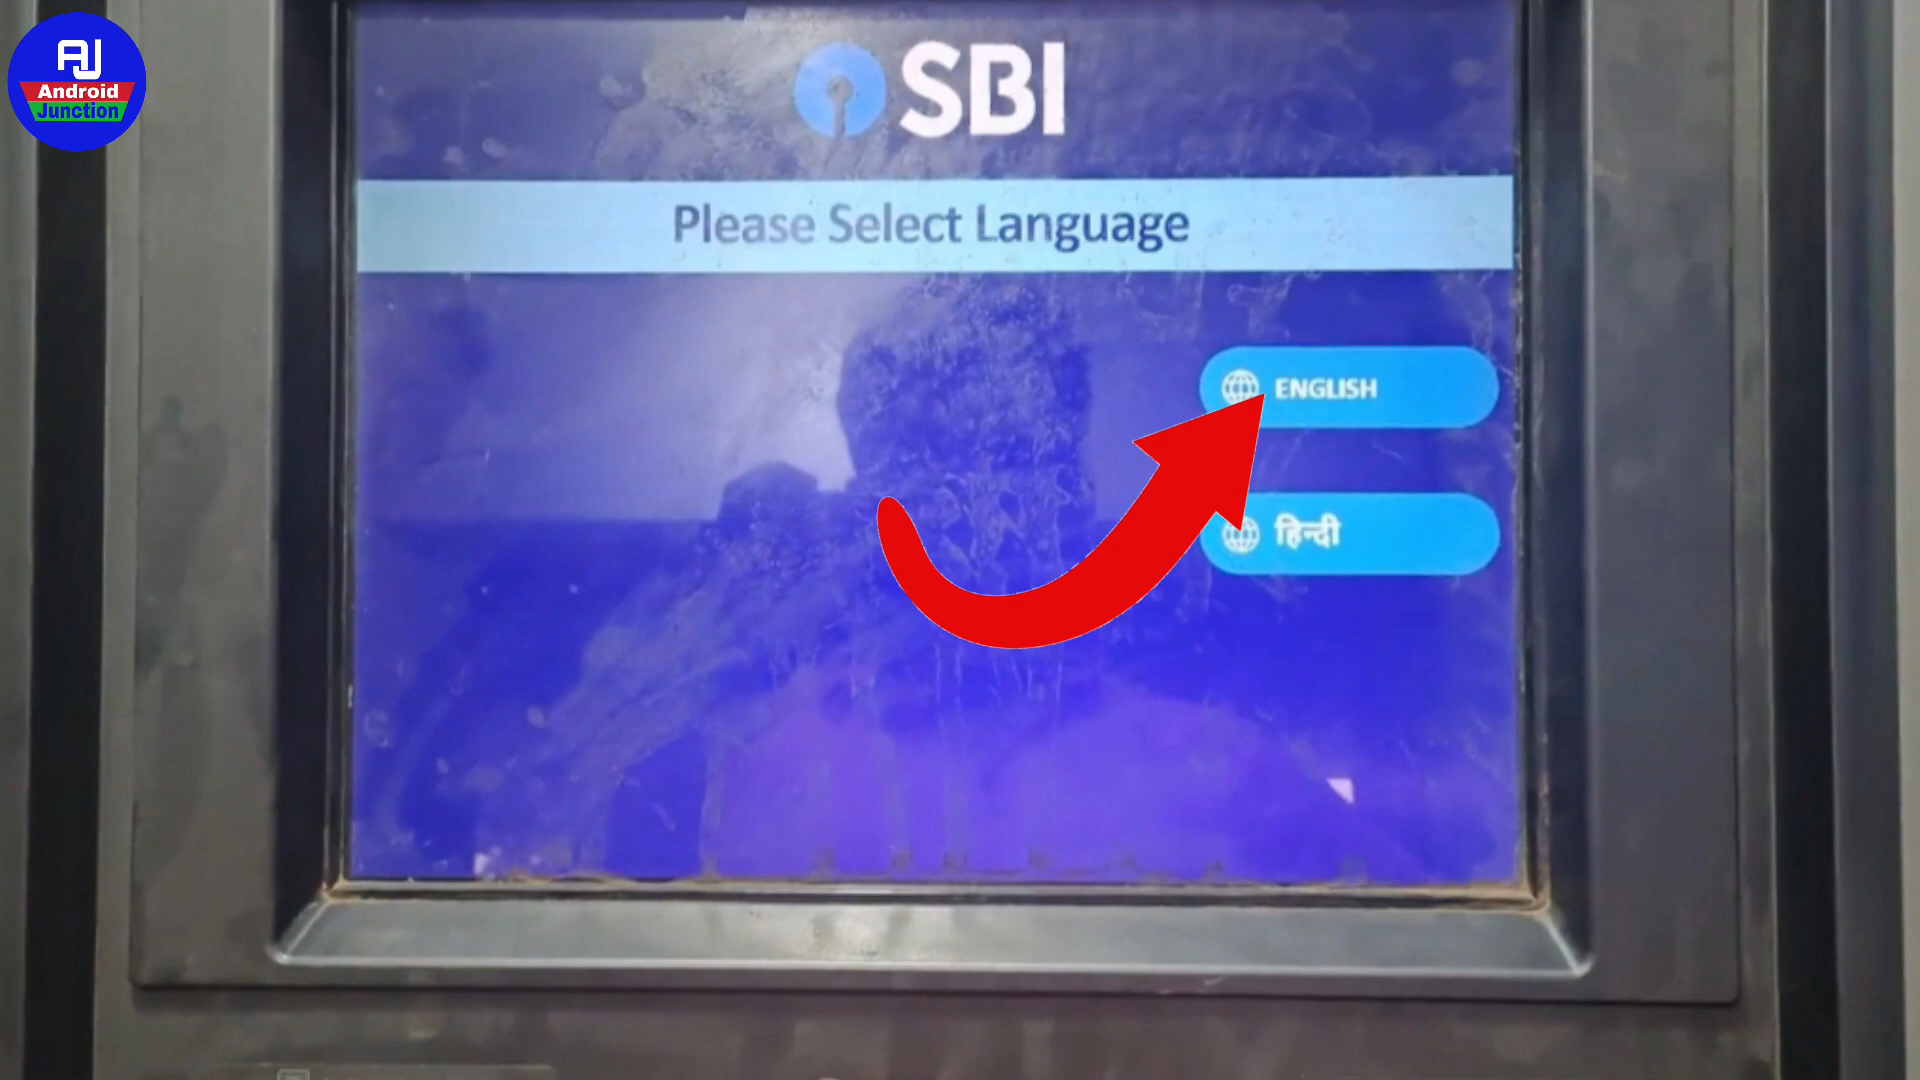 AJ
Android
Junction
SBI
Please Select Language
ENGLISH
हिन्दी